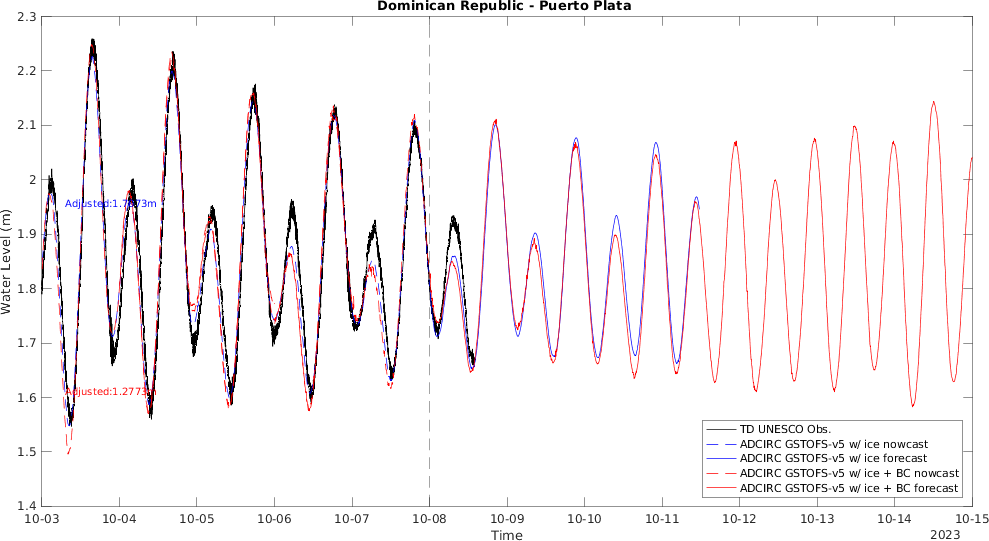 Dominican Republic - Puerto Plata
2.3
2.2
2.1
2
1.9
1.8
1.7
1.6
1.5
1.4
Water Level (m)
Adjusted:1.7773m
Adjusted:1.2773m
TD UNESCO Obs.
ADCIRC GSTOFS-v5 w/ ice nowcast
ADCIRC GSTOFS-v5 w/ ice forecast
ADCIRC GSTOFS-v5 w/ ice + BC nowcast
ADCIRC GSTOFS-v5 w/ ice + BC forecast
10-03 10-04 10-05 10-06 10-07 10-08 10-09 10-10 10-11 10-12 10-13 10-14 10-15
Time
2023